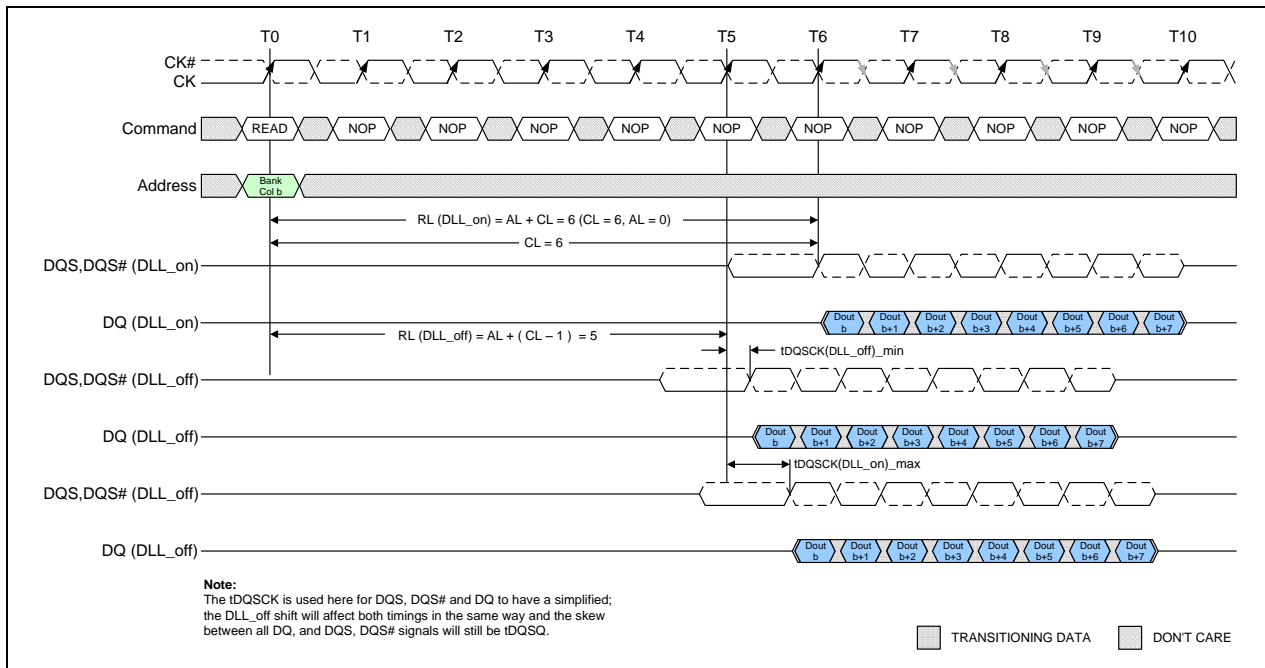 T0 T1 T2 T3 T4 T5 T6 T7 T8 T9 T10
CK#
CK
Command READ NOP NOP NOP NOP NOP NOP NOP NOP NOP NOP
Address Bank
Col b
RL (DLL_on) = AL + CL = 6 (CL = 6, AL = 0)
CL = 6
DQS,DQS# (DLL_on)
DQ (DLL_on) Dout b Dout b+1 Dout b+2 Dout b+3 Dout b+4 Dout b+5 Dout b+6 Dout b+7
RL (DLL_off) = AL + ( CL – 1 ) = 5
tDQSCK(DLL_off)_min
DQS,DQS# (DLL_off)
DQ (DLL_off) Dout b Dout b+1 Dout b+2 Dout b+3 Dout b+4 Dout b+5 Dout b+6 Dout b+7
tDQSCK(DLL_on)_max
DQS,DQS# (DLL_off)
DQ (DLL_off) Dout b Dout b+1 Dout b+2 Dout b+3 Dout b+4 Dout b+5 Dout b+6 Dout b+7
Note:
The tDQSCK is used here for DQS, DQS# and DQ to have a simplified;
the DLL_off shift will affect both timings in the same way and the skew
between all DQ, and DQS, DQS# signals will still be tDQSQ.
TRANSITIONING DATA DON'T CARE